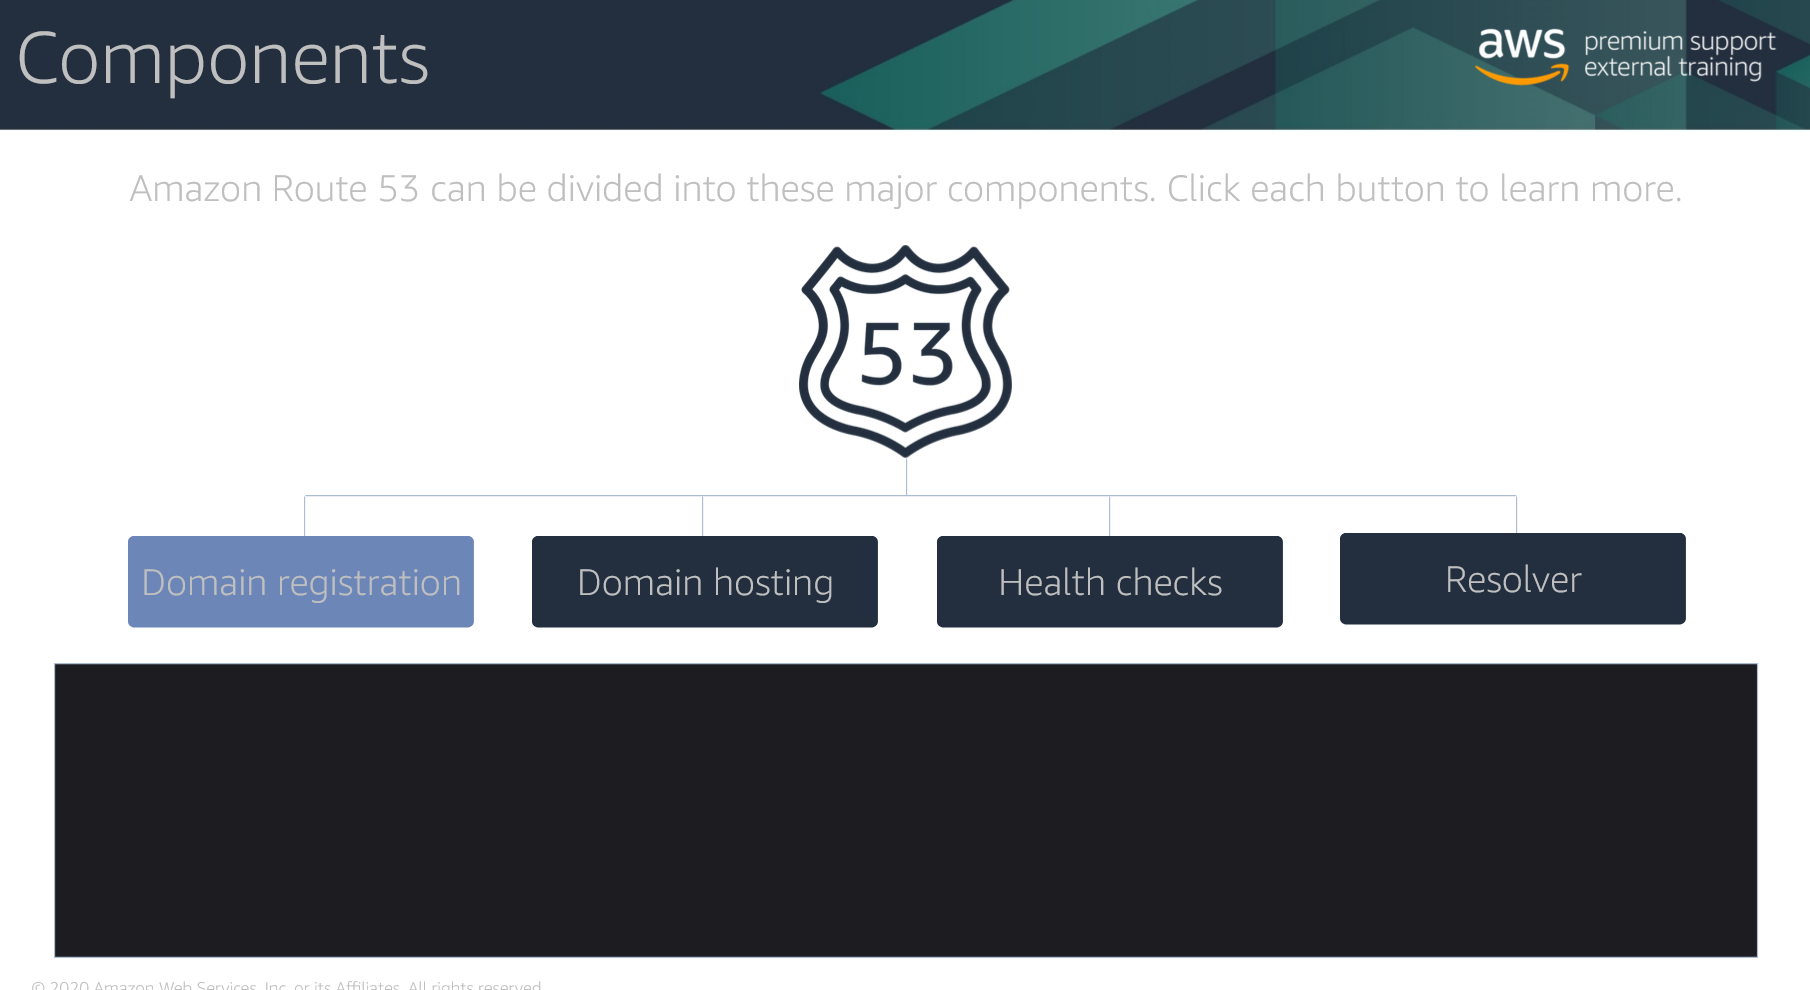 Components
aws
premium support
external training
Amazon Route 53 can be divided into these major components. Click each button to learn more.
53
Domain registration
Domain hosting
Health checks
Resolver
© 2020 Amazon Web Services, Inc. or its Affiliates. All rights reserved.